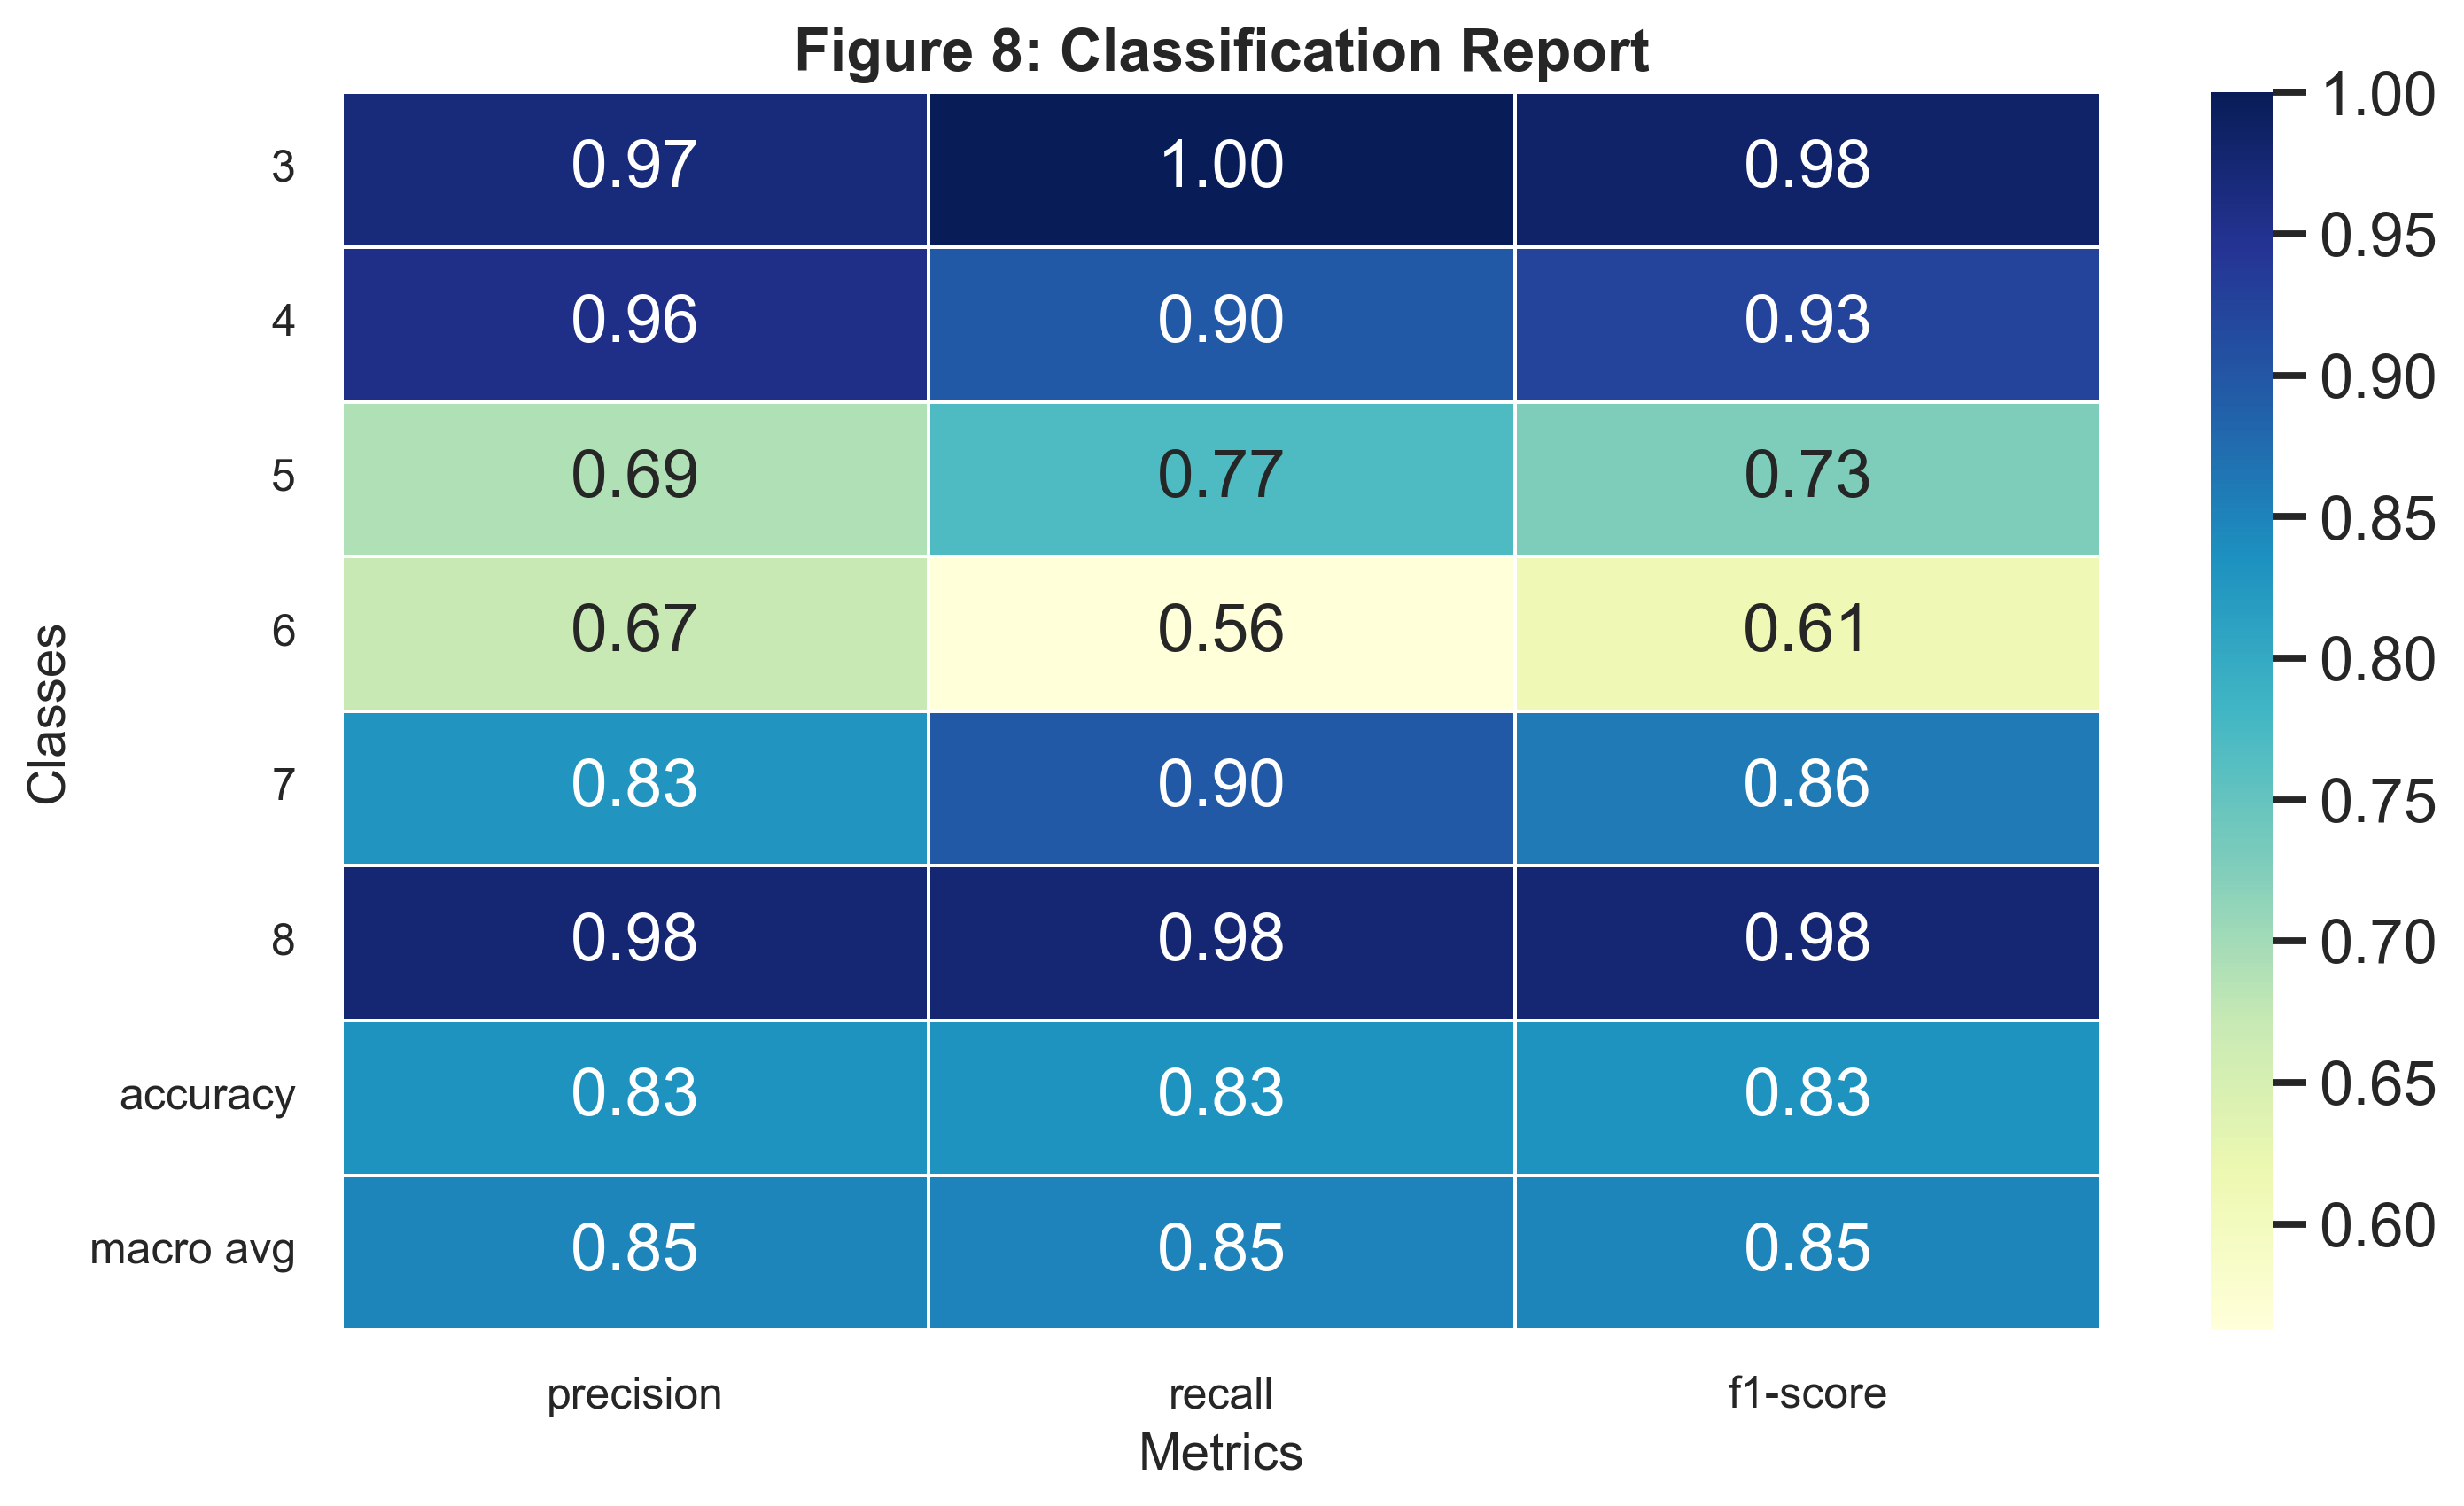 Figure 8: Classification Report
3 0.97 1.00 0.98
4 0.96 0.90 0.93
5 0.69 0.77 0.73
6 0.67 0.56 0.61
7 0.83 0.90 0.86
8 0.98 0.98 0.98
accuracy 0.83 0.83 0.83
macro avg 0.85 0.85 0.85
precision recall f1-score
Metrics
Classes
1.00
0.95
0.90
0.85
0.80
0.75
0.70
0.65
0.60